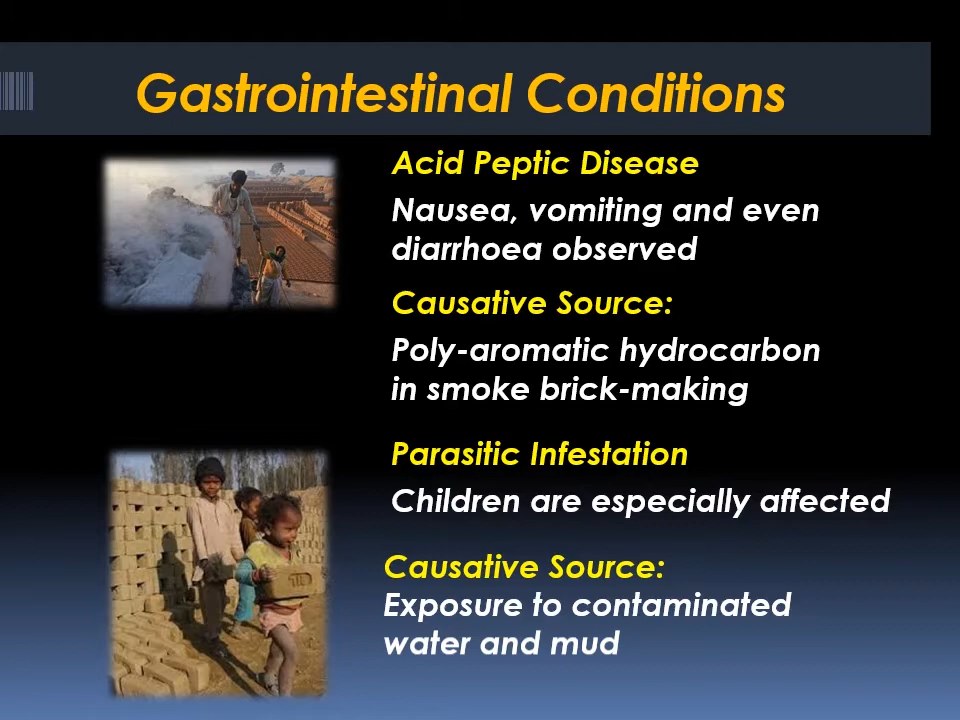 Gastrointestinal Conditions
Acid Peptic Disease
Nausea, vomiting and even
diarrhoea observed
Causative Source:
Poly-aromatic hydrocarbon
in smoke brick-making
Parasitic Infestation
Children are especially affected
Causative Source:
Exposure to contaminated
water and mud